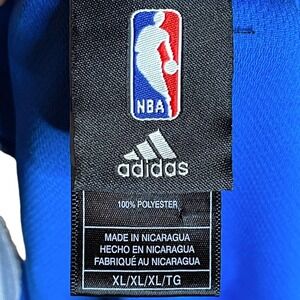 NBA
adidas
100% POLYESTER
MADE IN NICARAGUA
HECHO EN NICARAGUA
FABRIQUÉ AU NICARAGUA
XL/XL/XL/TG